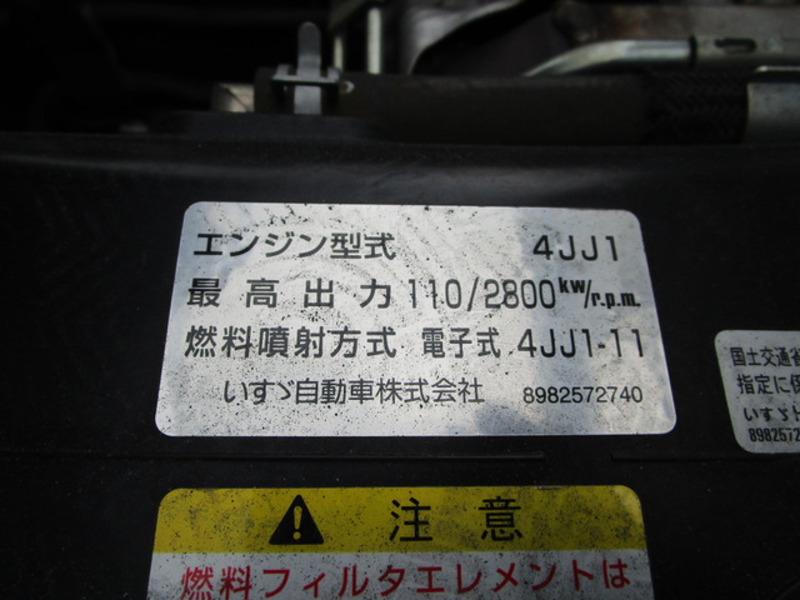 エンジン型式 4JJ1
最高出力 110/2800 kw/r.p.m.
燃料噴射方式 電子式 4JJ1-11
いすゞ自動車株式会社 8982572740
国土交通省
指定に
いすゞ
898257
注意
燃料フィルタエレメントは